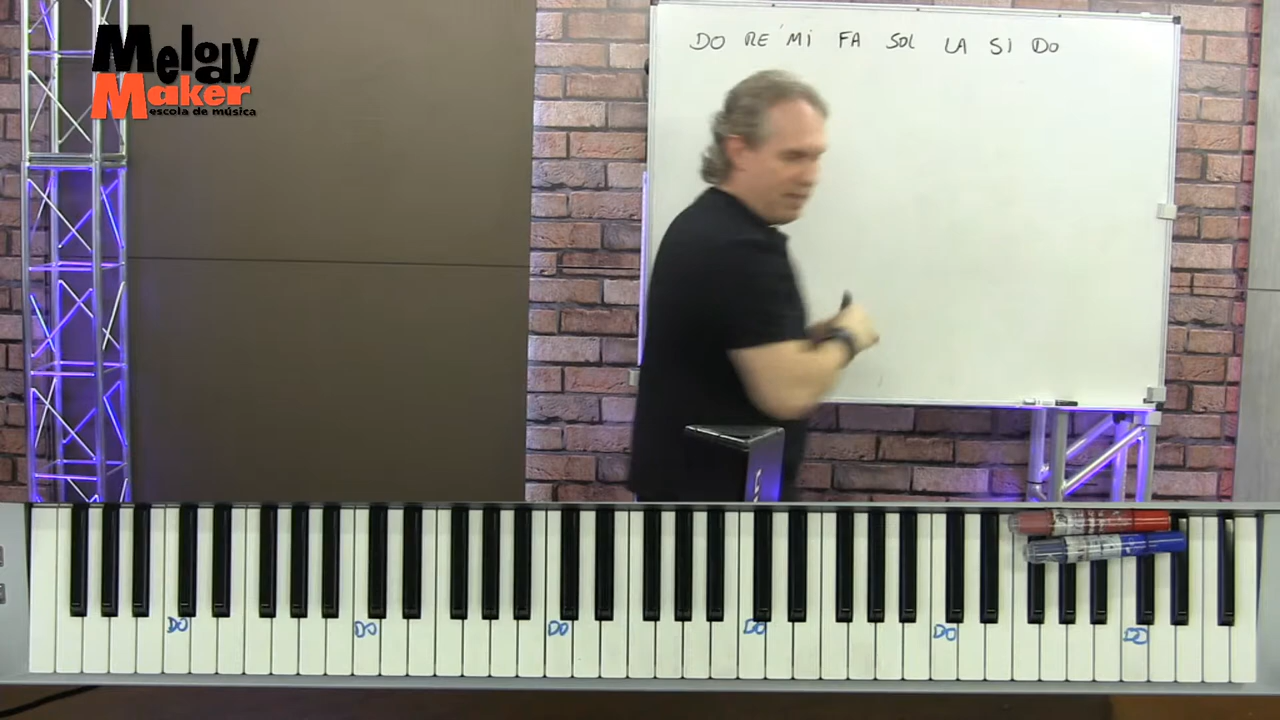 Melody
Maker
escola de música
DO RE MI FA SOL LA SI DO
DO DO DO DO DO DO